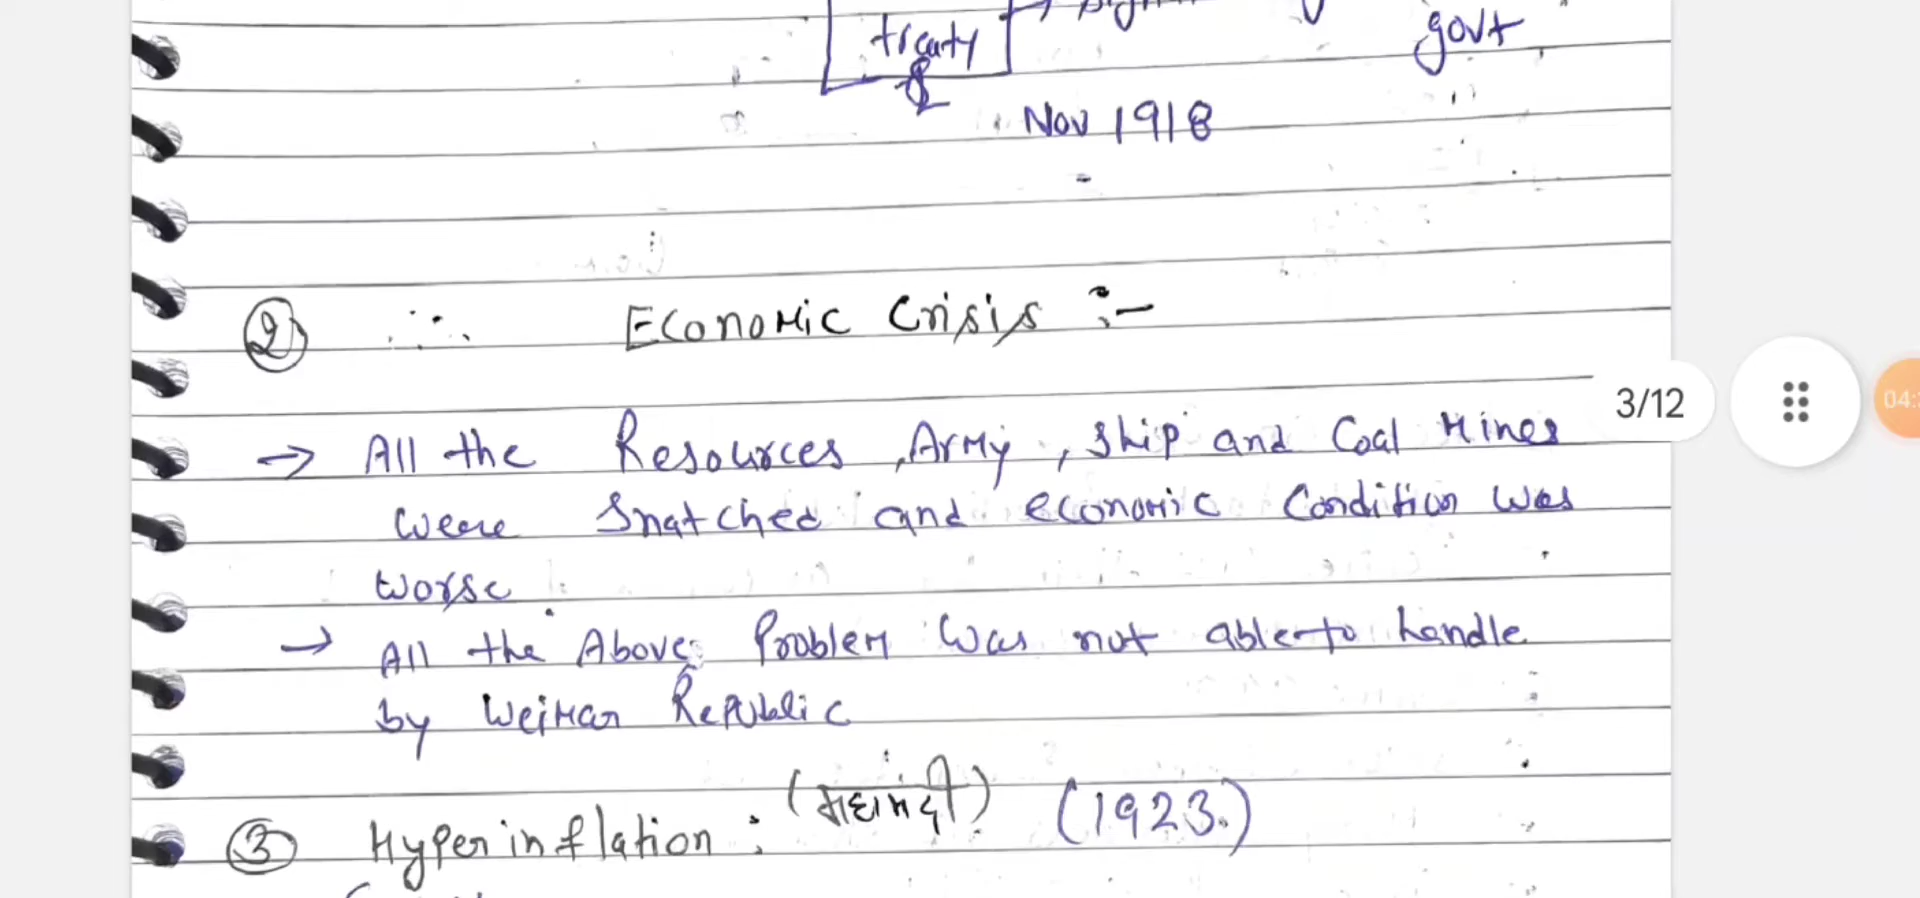 treaty
govt
Nov 1918
② Economic Crisis :-
3/12
04:
→ All the Resources, Army, Ship and Coal Mines
were Snatched and economic Condition was
worse
→ All the Above Problem was not able to handle
by Weimar Republic
③ Hyperinflation : (महामंदी) (1923.)